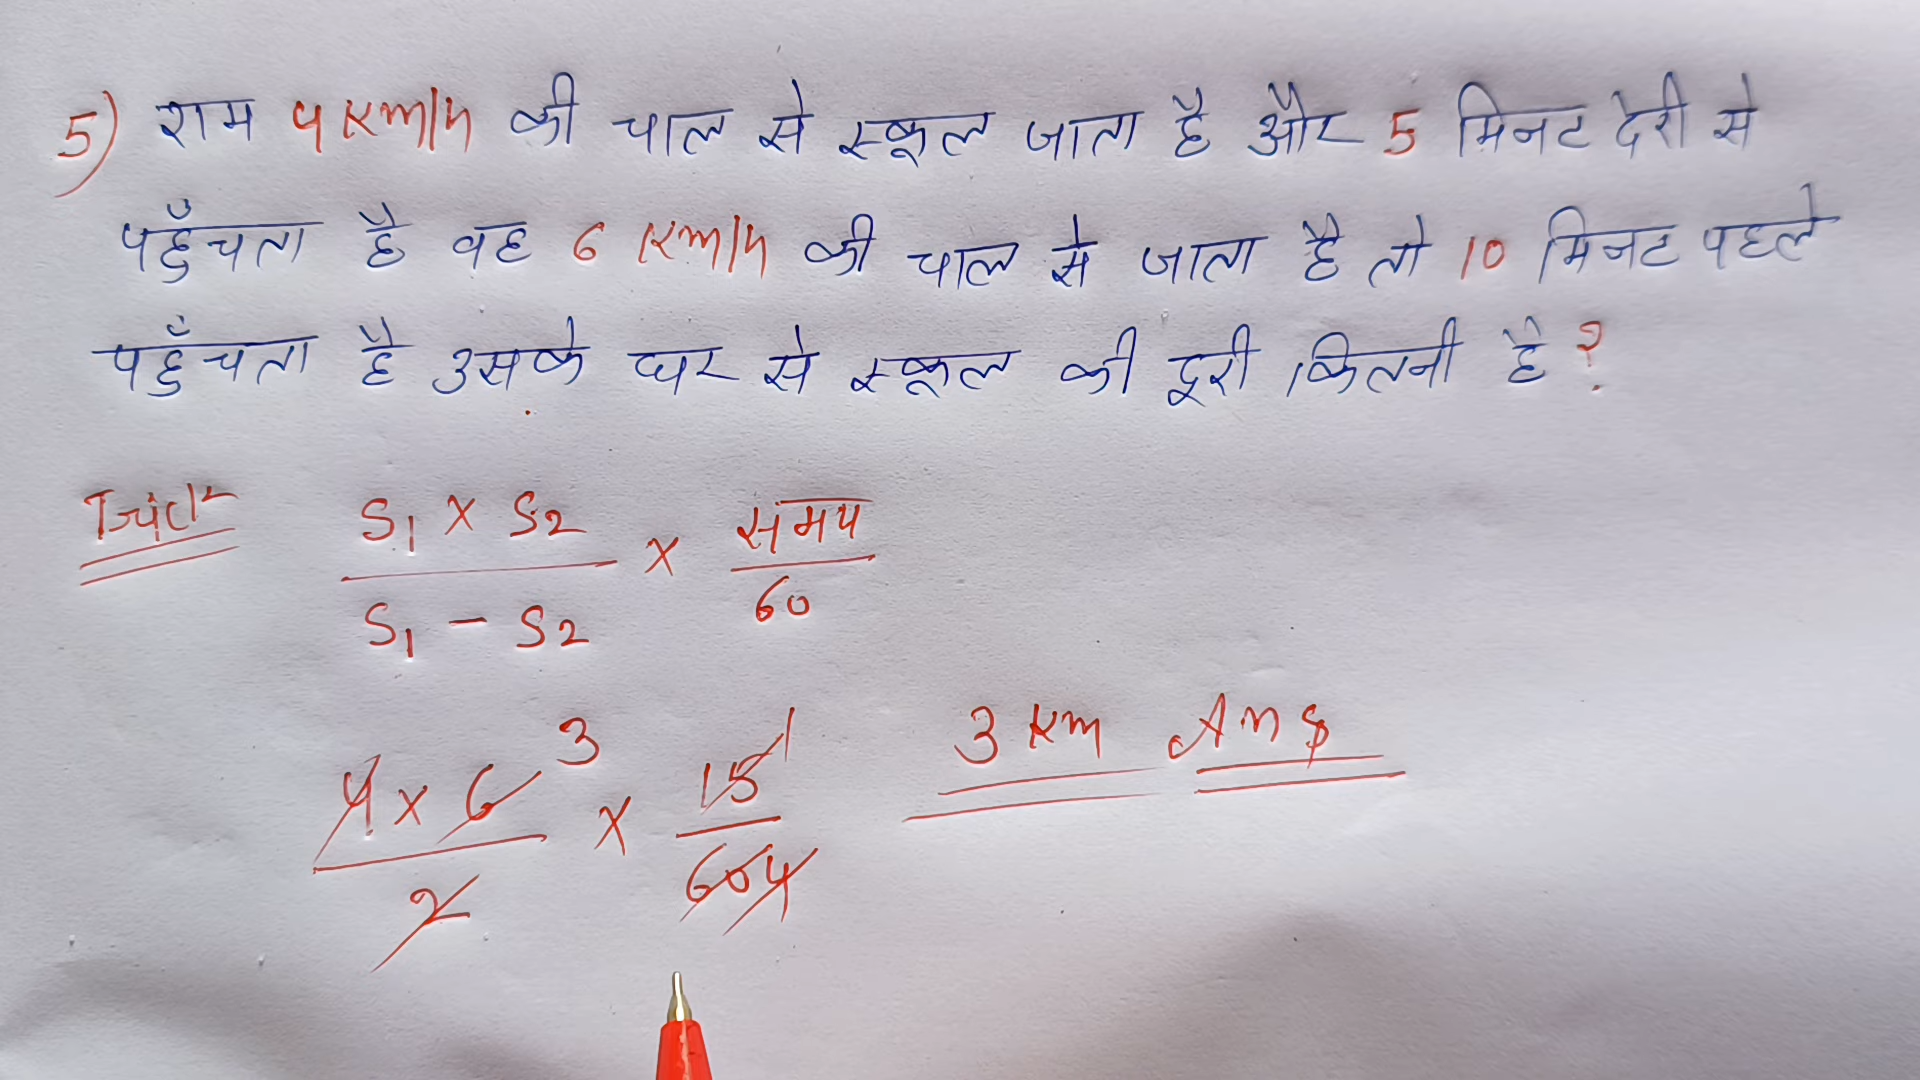 5) राम 4 km/h की चाल से स्कूल जाता है और 5 मिनट देरी से
पहुँचता है वह 6 km/h की चाल से जाता है तो 10 मिनट पहले
पहुँचता है उसके घर से स्कूल की दूरी कितनी है ?
Trick
S₁ × S₂ / S₁ - S₂ × समय / 60
4 × 6 3 / 2 × 15 1 / 60 4
3 km Ans